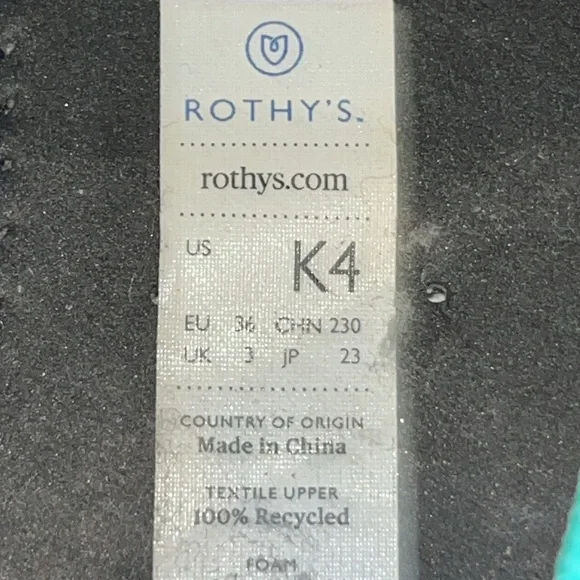 ROTHY'S
rothys.com
US K4
EU 36 CHN 230
UK 3 JP 23
COUNTRY OF ORIGIN
Made in China
TEXTILE UPPER
100% Recycled
FOAM